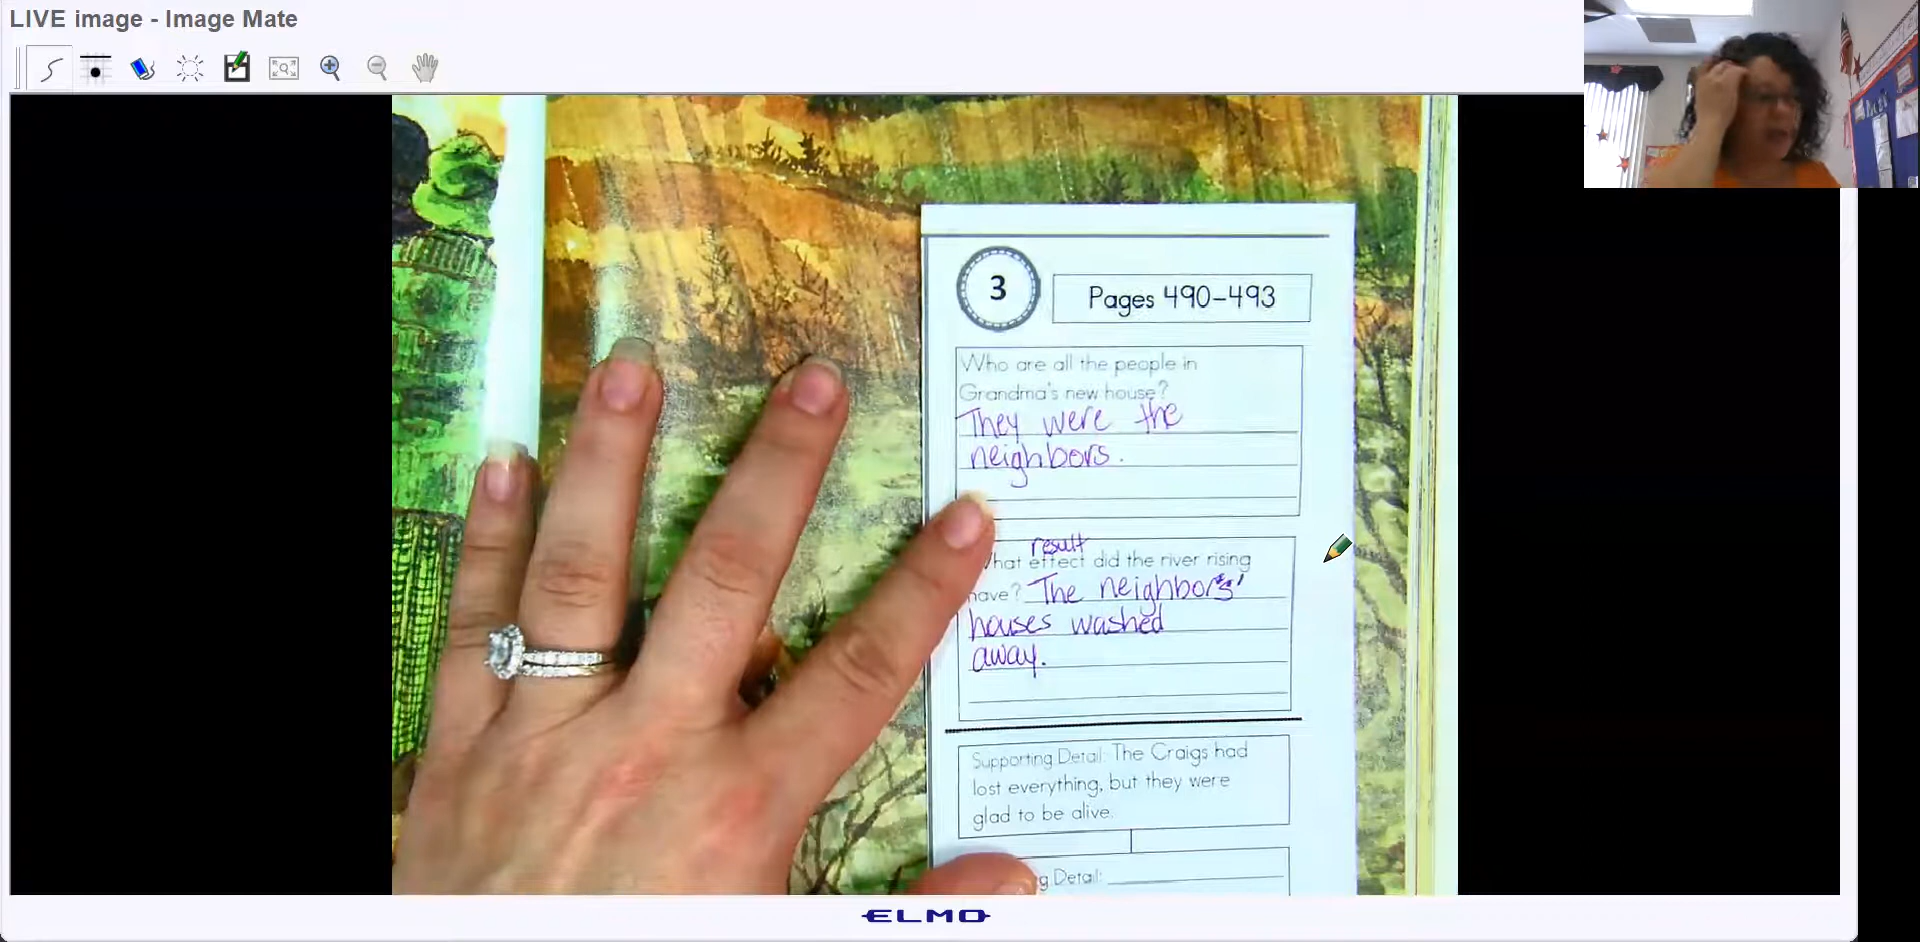 LIVE image - Image Mate
3
Pages 490-493
Who are all the people in
Grandma's new house?
They were the
neighbors.
result
What effect did the river rising
have? The neighbors'
houses washed
away.
Supporting Detail: The Craigs had
lost everything, but they were
glad to be alive.
g Detail:
ELMO